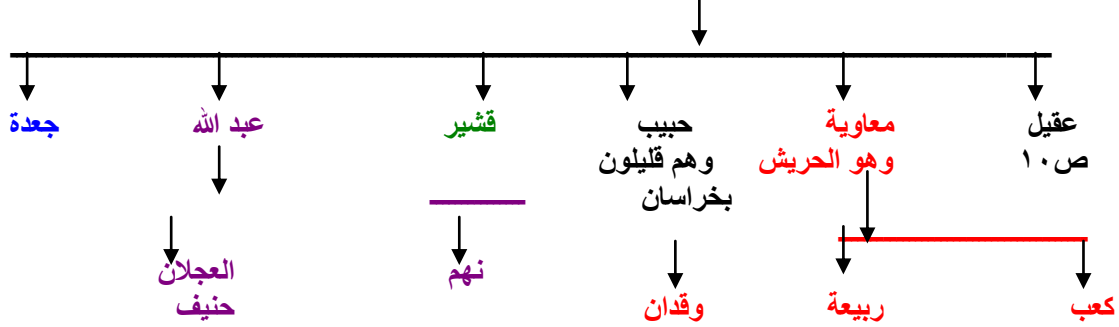 عقيل
ص١٠
معاوية
وهو الحريش
حبيب
وهم قليلون
بخراسان
قشير
عبد الله
جعدة
كعب
ربيعة
وقدان
نهم
العجلان
حنيف